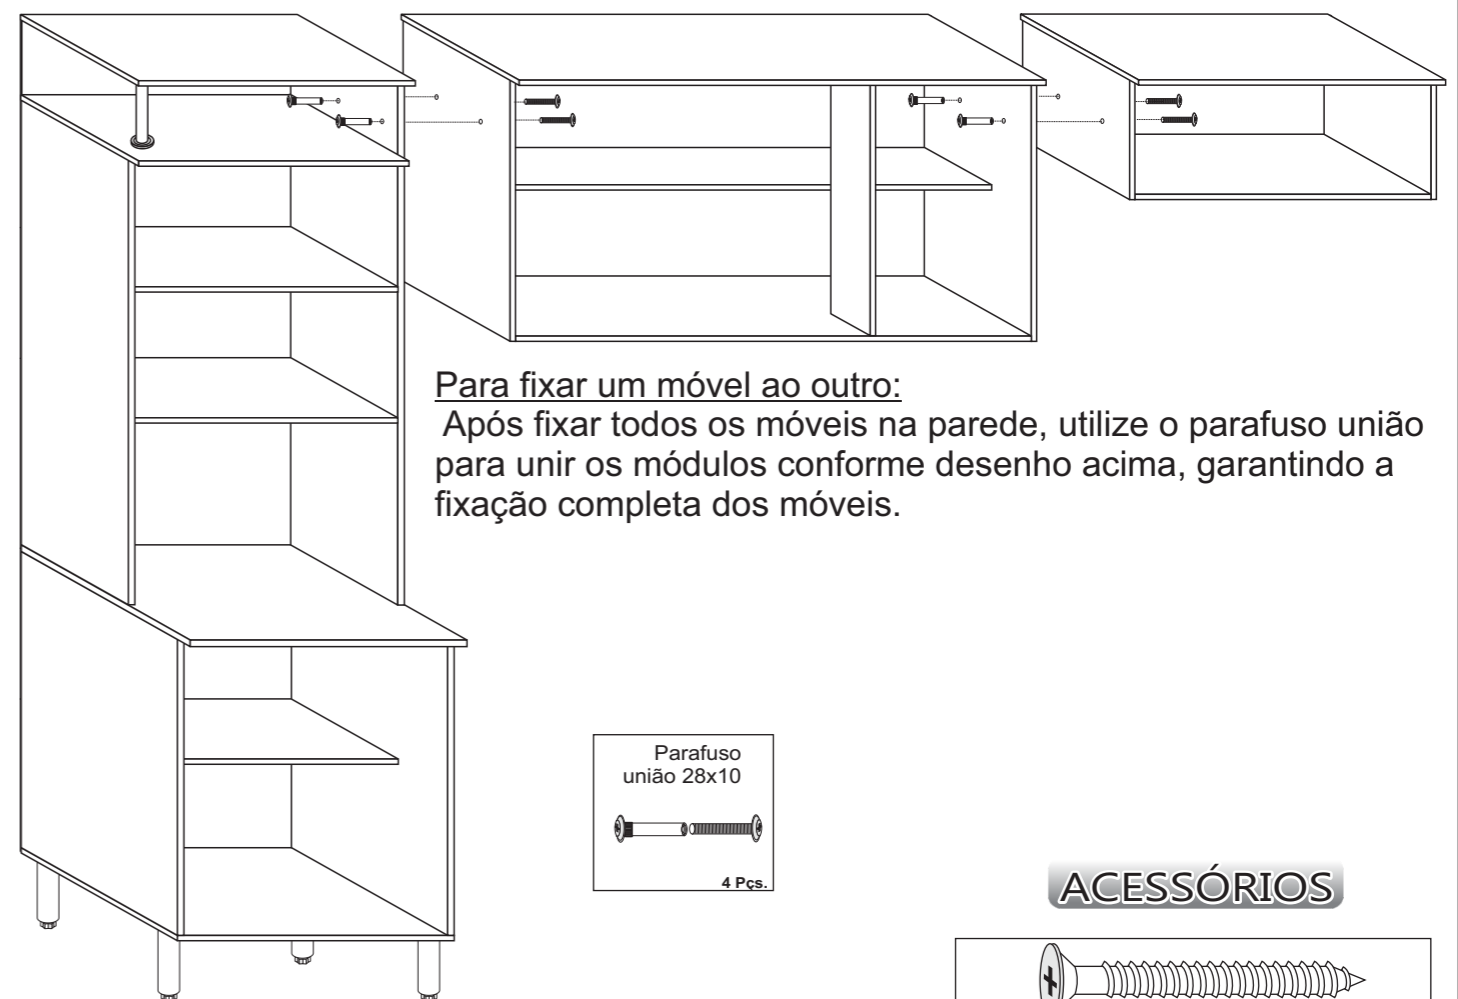 Para fixar um móvel ao outro:
Após fixar todos os móveis na parede, utilize o parafuso união
para unir os módulos conforme desenho acima, garantindo a
fixação completa dos móveis.
Parafuso
união 28x10
4 Pçs.
ACESSÓRIOS